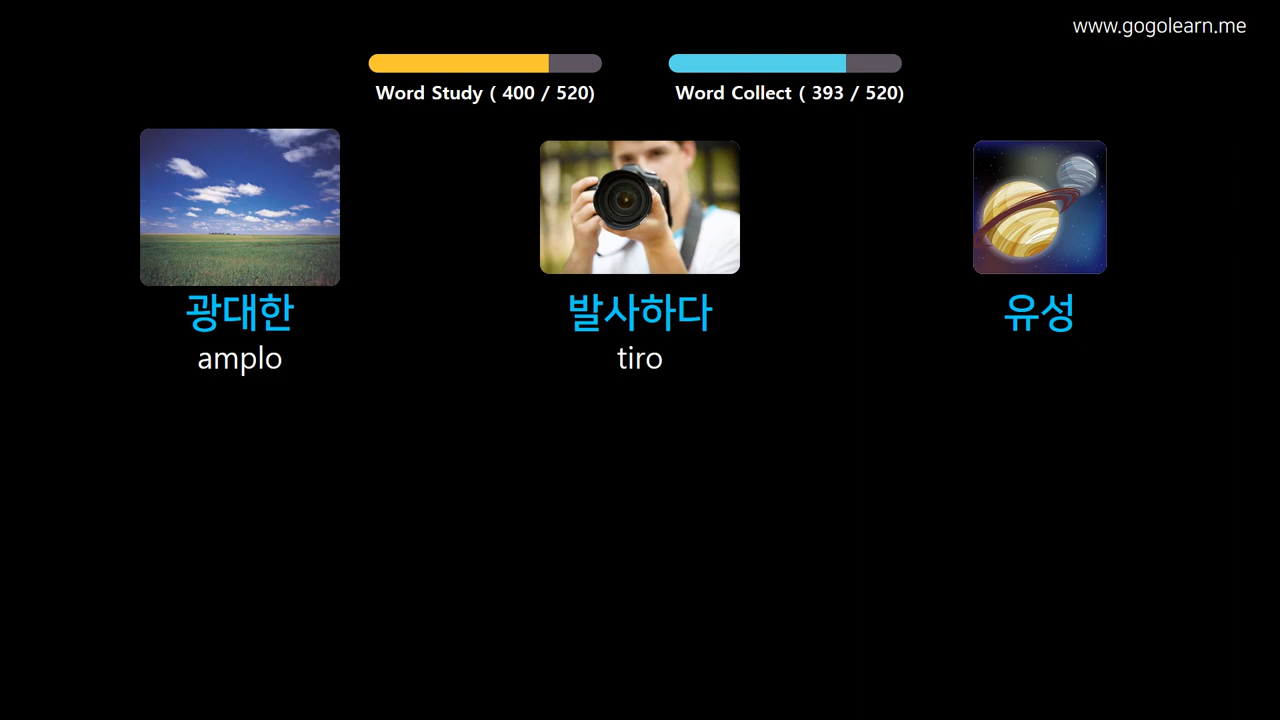 www.gogolearn.me
Word Study ( 400 / 520)
Word Collect ( 393 / 520)
광대한
발사하다
유성
amplo
tiro